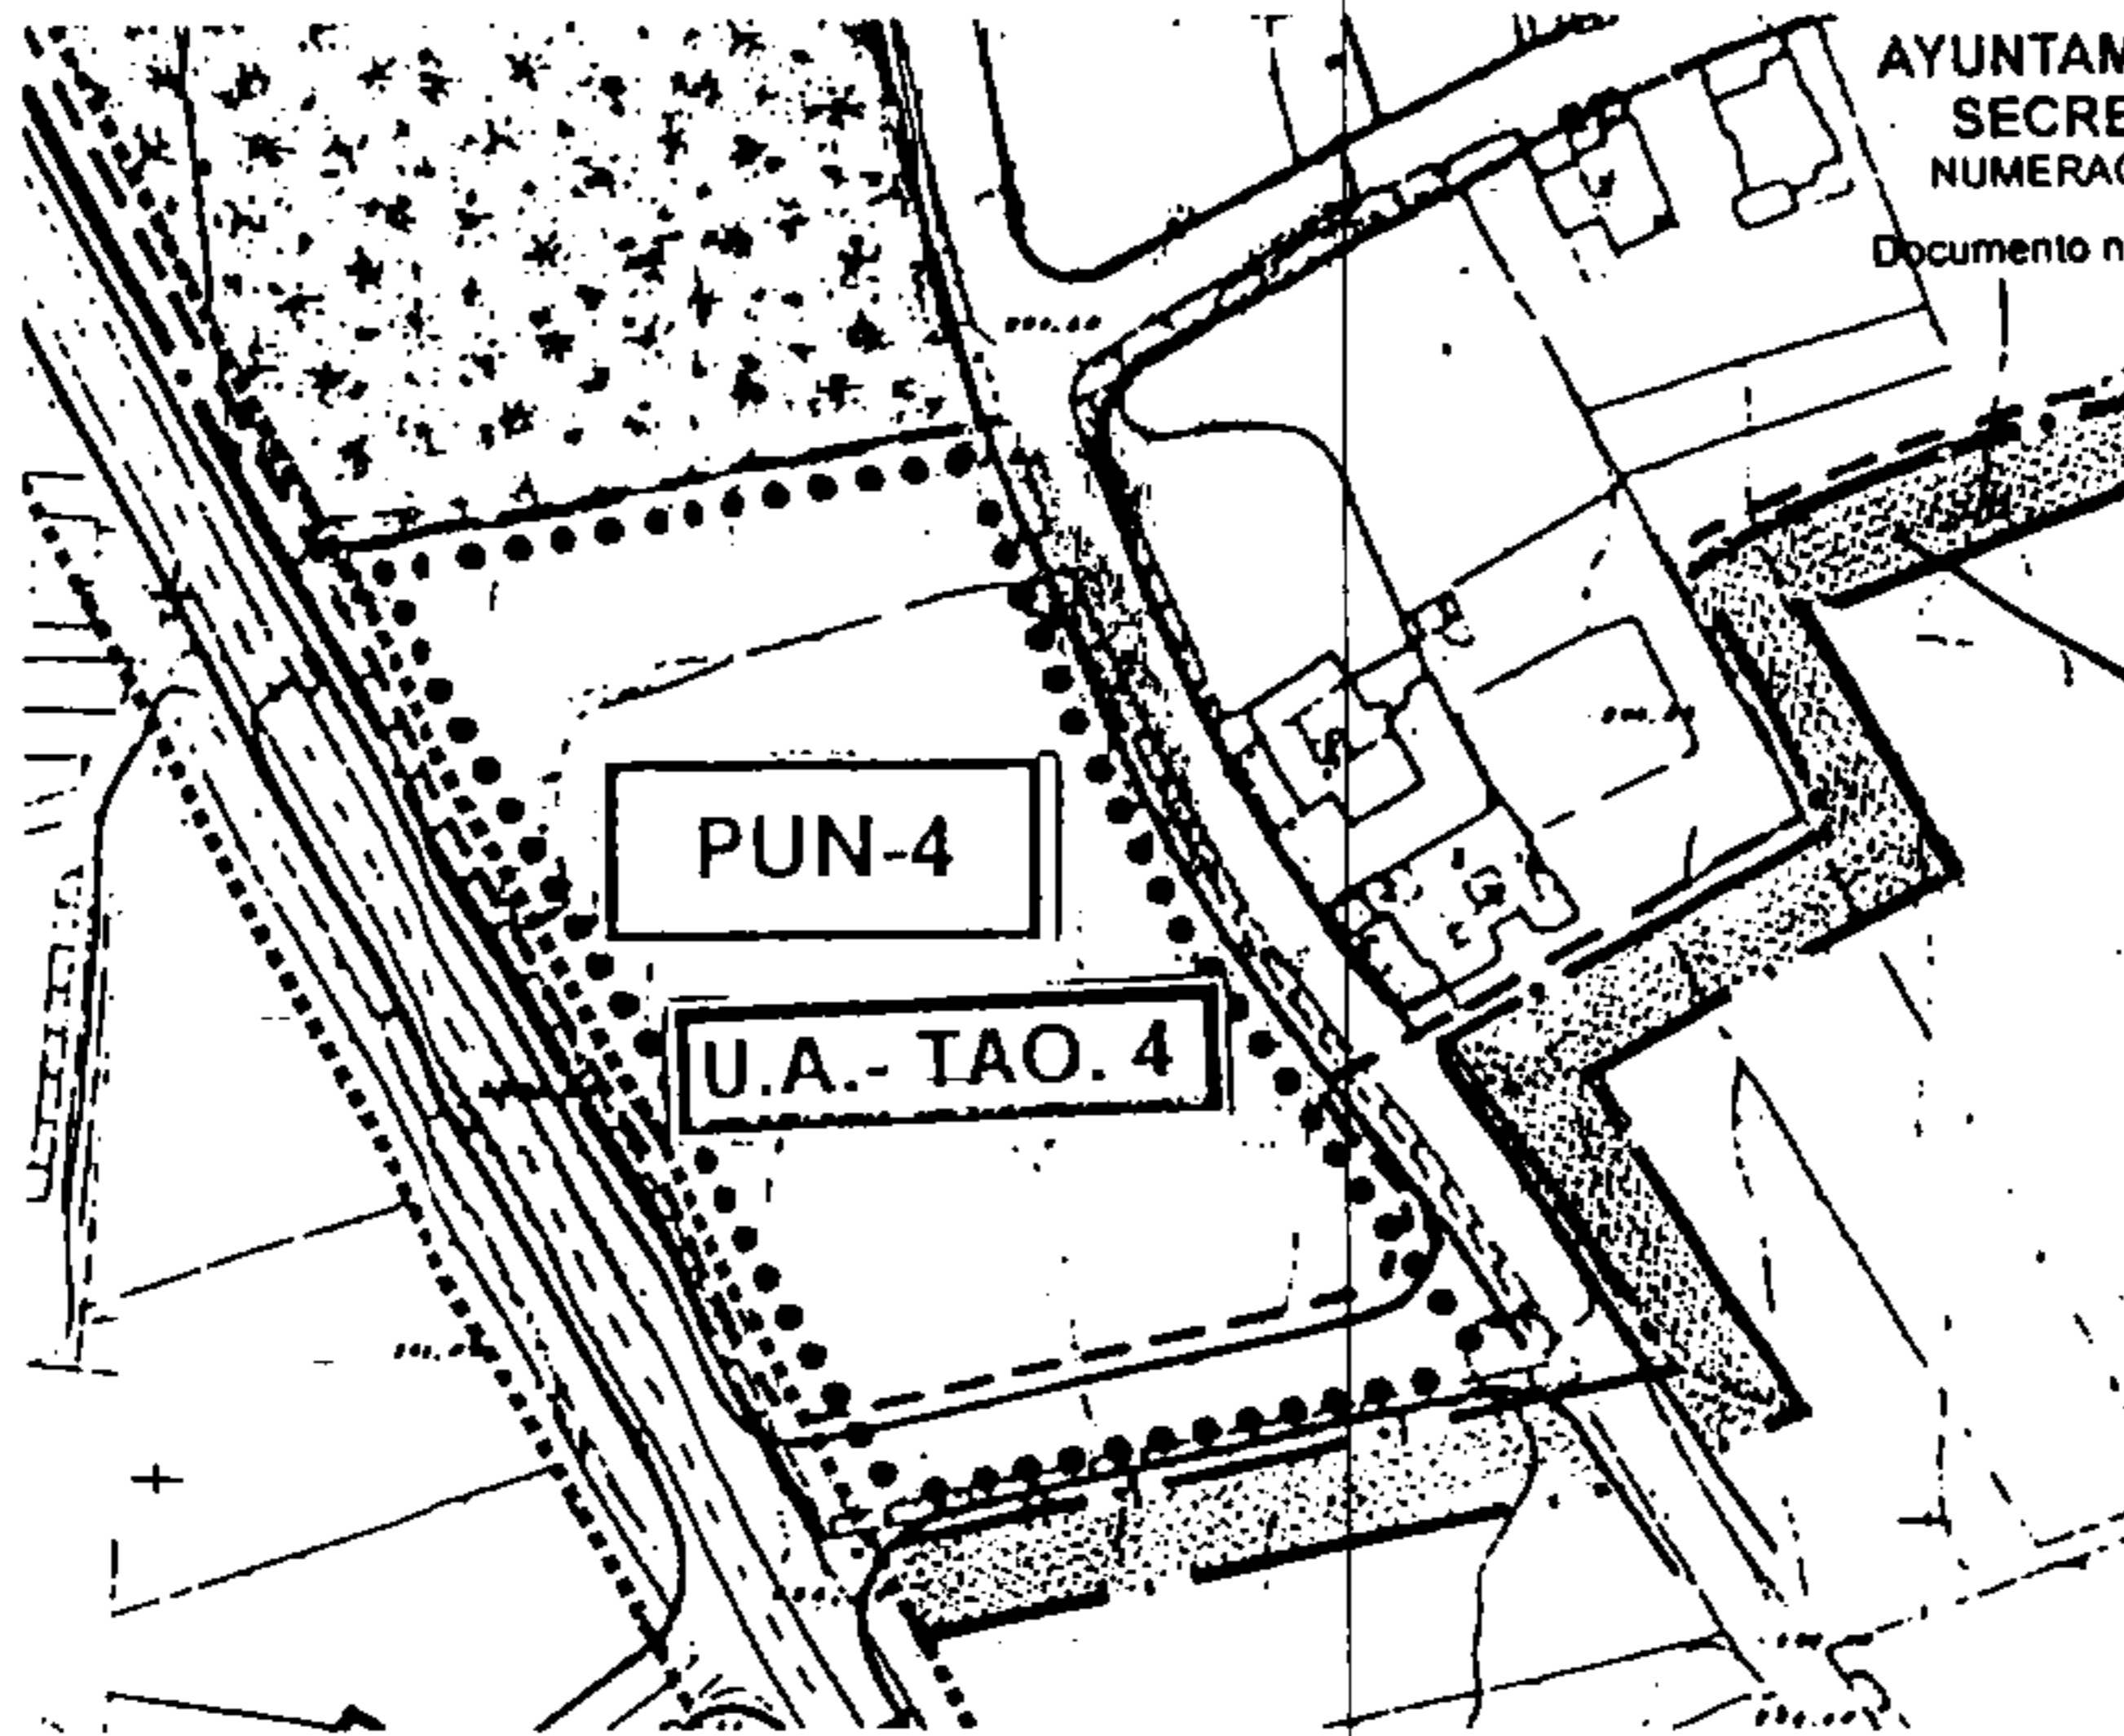 AYUNTAM
SECRE
NUMERAC
Documento n
PUN-4
U.A.- TAO. 4